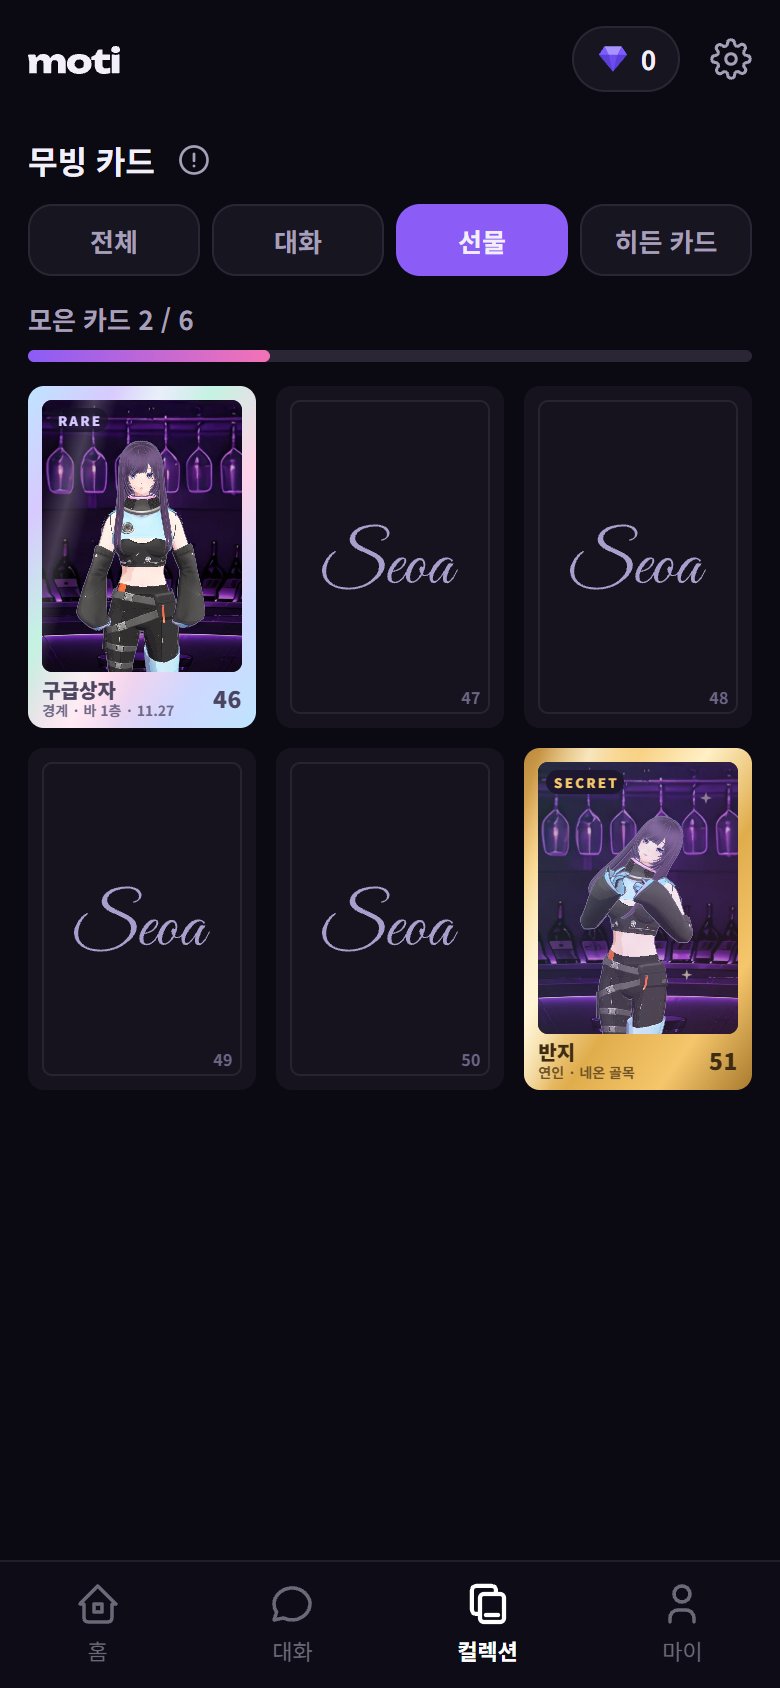 moti
0
무빙 카드
전체
대화
선물
히든 카드
모은 카드 2 / 6
RARE
구급상자
경계 · 바 1층 · 11.27
46
Seoa
47
Seoa
48
Seoa
49
Seoa
50
SECRET
반지
연인 · 네온 골목
51
홈
대화
컬렉션
마이